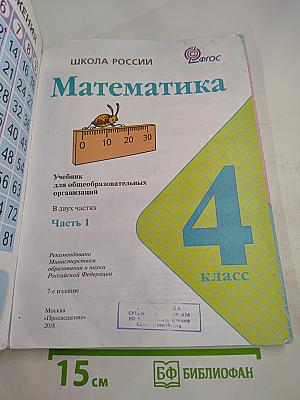 ШКОЛА РОССИИ
ФГОС
Математика
0 10 20 30
Учебник
для общеобразовательных
организаций
В двух частях
Часть 1
4
класс
Рекомендовано
Министерством
образования и науки
Российской Федерации
7-е издание
Москва
«Просвещение»
2018
15 см
БФ БИБЛИОФАН